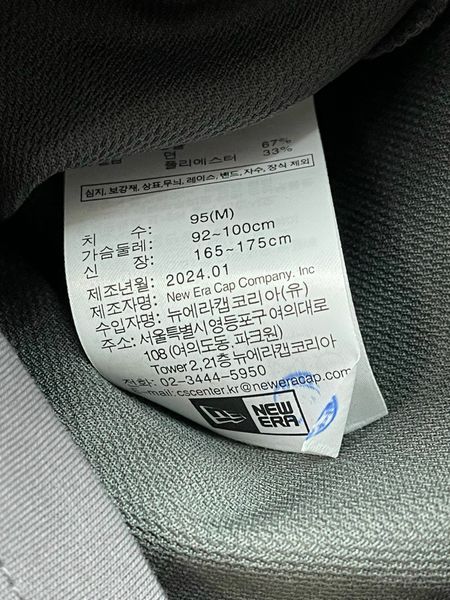 67%
폴리에스터 33%
심지, 보강재, 상표,무늬, 레이스, 밴드, 자수, 장식 제외
치 수: 95(M)
가슴둘레: 92~100cm
신 장: 165~175cm
제조년월: 2024.01
제조자명: New Era Cap Company. Inc
수입자명: 뉴에라캡코리아(유)
주소: 서울특별시영등포구 여의대로
108 (여의도동, 파크원)
Tower2,21층 뉴에라캡코리아
전화: 02-3444-5950
e-mail: cscenter.kr@neweracap.com
NEW
ERA